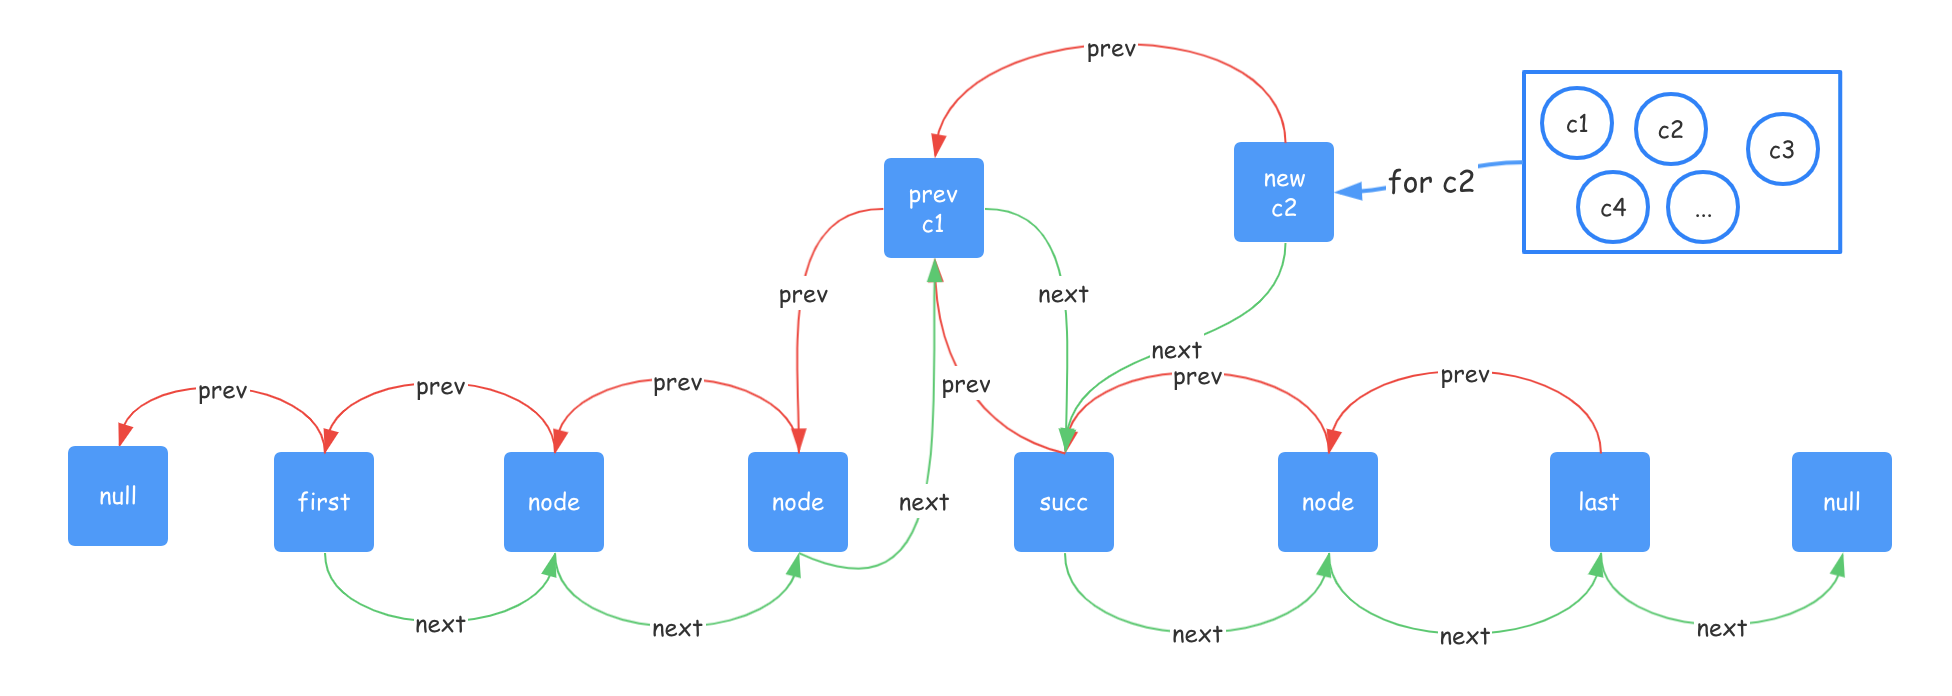 prev
c1
c2
c3
new
c2
for c2
prev
c1
c4
...
prev
next
next
prev
prev
prev
prev
prev
prev
null
first
node
node
next
succ
node
last
null
next
next
next
next
next